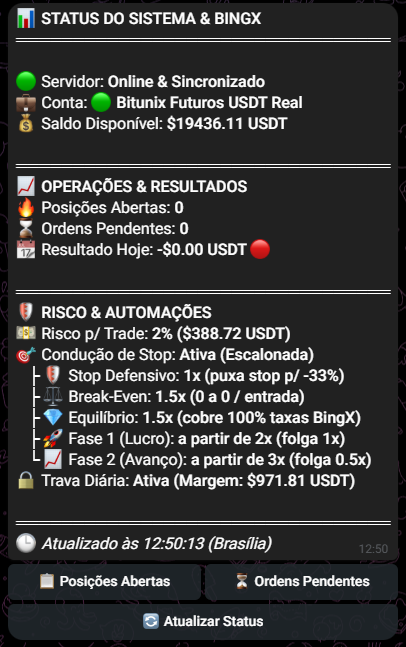 📊 STATUS DO SISTEMA & BINGX
🟢 Servidor: Online & Sincronizado
💼 Conta: 🟢 Bitunix Futuros USDT Real
💰 Saldo Disponível: $19436.11 USDT
📈 OPERAÇÕES & RESULTADOS
🔥 Posições Abertas: 0
⏳ Ordens Pendentes: 0
📅 Resultado Hoje: -$0.00 USDT 🔴
🛡️ RISCO & AUTOMAÇÕES
💵 Risco p/ Trade: 2% ($388.72 USDT)
🎯 Condução de Stop: Ativa (Escalonada)
├ 🛡️ Stop Defensivo: 1x (puxa stop p/ -33%)
├ ⚖️ Break-Even: 1.5x (0 a 0 / entrada)
├ 💎 Equilíbrio: 1.5x (cobre 100% taxas BingX)
├ 🚀 Fase 1 (Lucro): a partir de 2x (folga 1x)
└ 📈 Fase 2 (Avanço): a partir de 3x (folga 0.5x)
🔒 Trava Diária: Ativa (Margem: $971.81 USDT)
🕒 Atualizado às 12:50:13 (Brasília)
12:50
📋 Posições Abertas
⏳ Ordens Pendentes
🔄 Atualizar Status